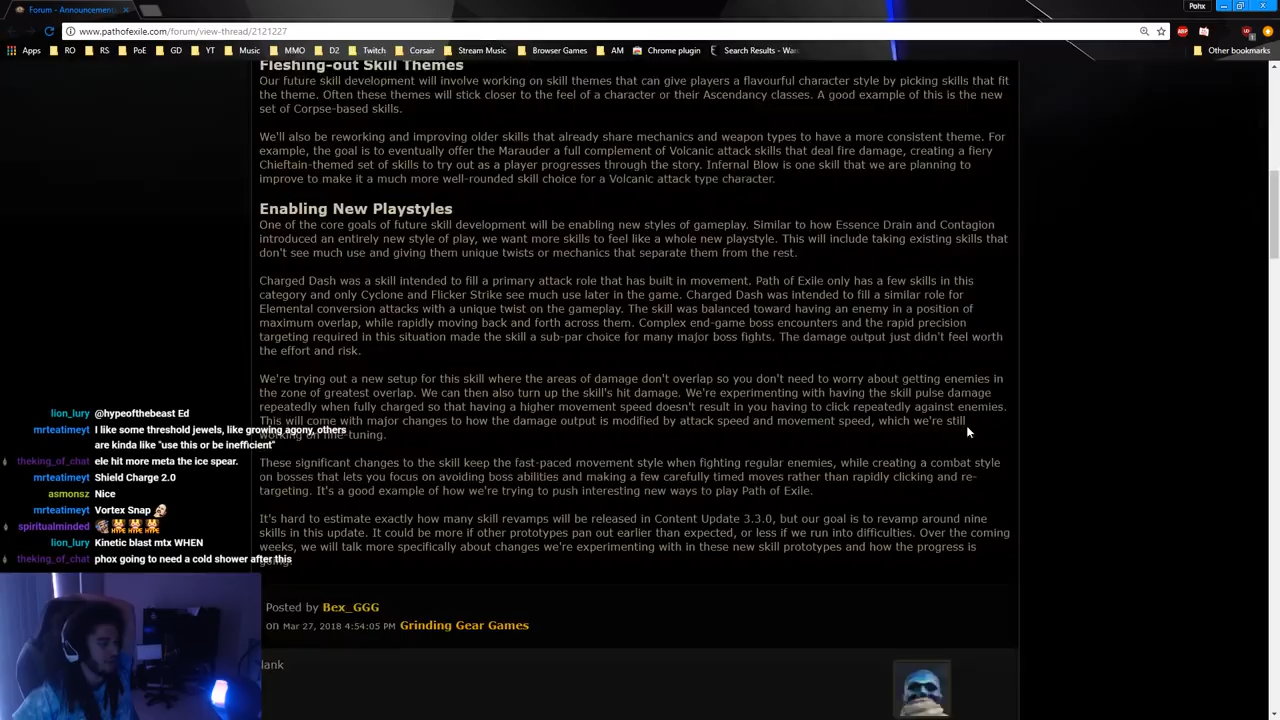 Forum - Announcements
Pohx
www.pathofexile.com/forum/view-thread/2121227
Apps RO RS PoE GD YT Music MMO D2 Twitch Corsair Stream Music Browser Games AM Chrome plugin Search Results - War Other bookmarks
Fleshing-out Skill Themes
Our future skill development will involve working on skill themes that can give players a flavourful character style by picking skills that fit
the theme. Often these themes will stick closer to the feel of a character or their Ascendancy classes. A good example of this is the new
set of Corpse-based skills.
We'll also be reworking and improving older skills that already share mechanics and weapon types to have a more consistent theme. For
example, the goal is to eventually offer the Marauder a full complement of Volcanic attack skills that deal fire damage, creating a fiery
Chieftain-themed set of skills to try out as a player progresses through the story. Infernal Blow is one skill that we are planning to
improve to make it a much more well-rounded skill choice for a Volcanic attack type character.
Enabling New Playstyles
One of the core goals of future skill development will be enabling new styles of gameplay. Similar to how Essence Drain and Contagion
introduced an entirely new style of play, we want more skills to feel like a whole new playstyle. This will include taking existing skills that
don't see much use and giving them unique twists or mechanics that separate them from the rest.
Charged Dash was a skill intended to fill a primary attack role that has built in movement. Path of Exile only has a few skills in this
category and only Cyclone and Flicker Strike see much use later in the game. Charged Dash was intended to fill a similar role for
Elemental conversion attacks with a unique twist on the gameplay. The skill was balanced toward having an enemy in a position of
maximum overlap, while rapidly moving back and forth across them. Complex end-game boss encounters and the rapid precision
targeting required in this situation made the skill a sub-par choice for many major boss fights. The damage output just didn't feel worth
the effort and risk.
We're trying out a new setup for this skill where the areas of damage don't overlap so you don't need to worry about getting enemies in
the zone of greatest overlap. We can then also turn up the skill's hit damage. We're experimenting with having the skill pulse damage
repeatedly when fully charged so that having a higher movement speed doesn't result in you having to click repeatedly against enemies.
This will come with major changes to how the damage output is modified by attack speed and movement speed, which we're still
working on fine-tuning.
These significant changes to the skill keep the fast-paced movement style when fighting regular enemies, while creating a combat style
on bosses that lets you focus on avoiding boss abilities and making a few carefully timed moves rather than rapidly clicking and re-
targeting. It's a good example of how we're trying to push interesting new ways to play Path of Exile.
It's hard to estimate exactly how many skill revamps will be released in Content Update 3.3.0, but our goal is to revamp around nine
skills in this update. It could be more if other prototypes pan out earlier than expected, or less if we run into difficulties. Over the coming
weeks, we will talk more specifically about changes we're experimenting with in these new skill prototypes and how the progress is
Posted by Bex_GGG
on Mar 27, 2018 4:54:05 PM Grinding Gear Games
lank
lion_lury @hypeofthebeast Ed
mrteatimeyt I like some threshold jewels, like growing agony, others
are kinda like "use this or be inefficient"
theking_of_chat ele hit more meta the ice spear.
mrteatimeyt Shield Charge 2.0
asmonsz Nice
mrteatimeyt Vortex Snap
spiritualminded HYPE HYPE HYPE
lion_lury Kinetic blast mtx WHEN
theking_of_chat phox going to need a cold shower after this